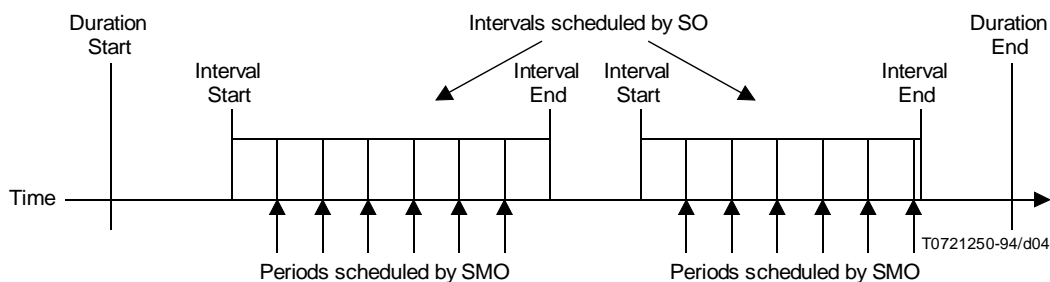 Duration
Start
Intervals scheduled by SO
Duration
End
Interval
Start
Interval
End
Interval
Start
Interval
End
Time
T0721250-94/d04
Periods scheduled by SMO
Periods scheduled by SMO